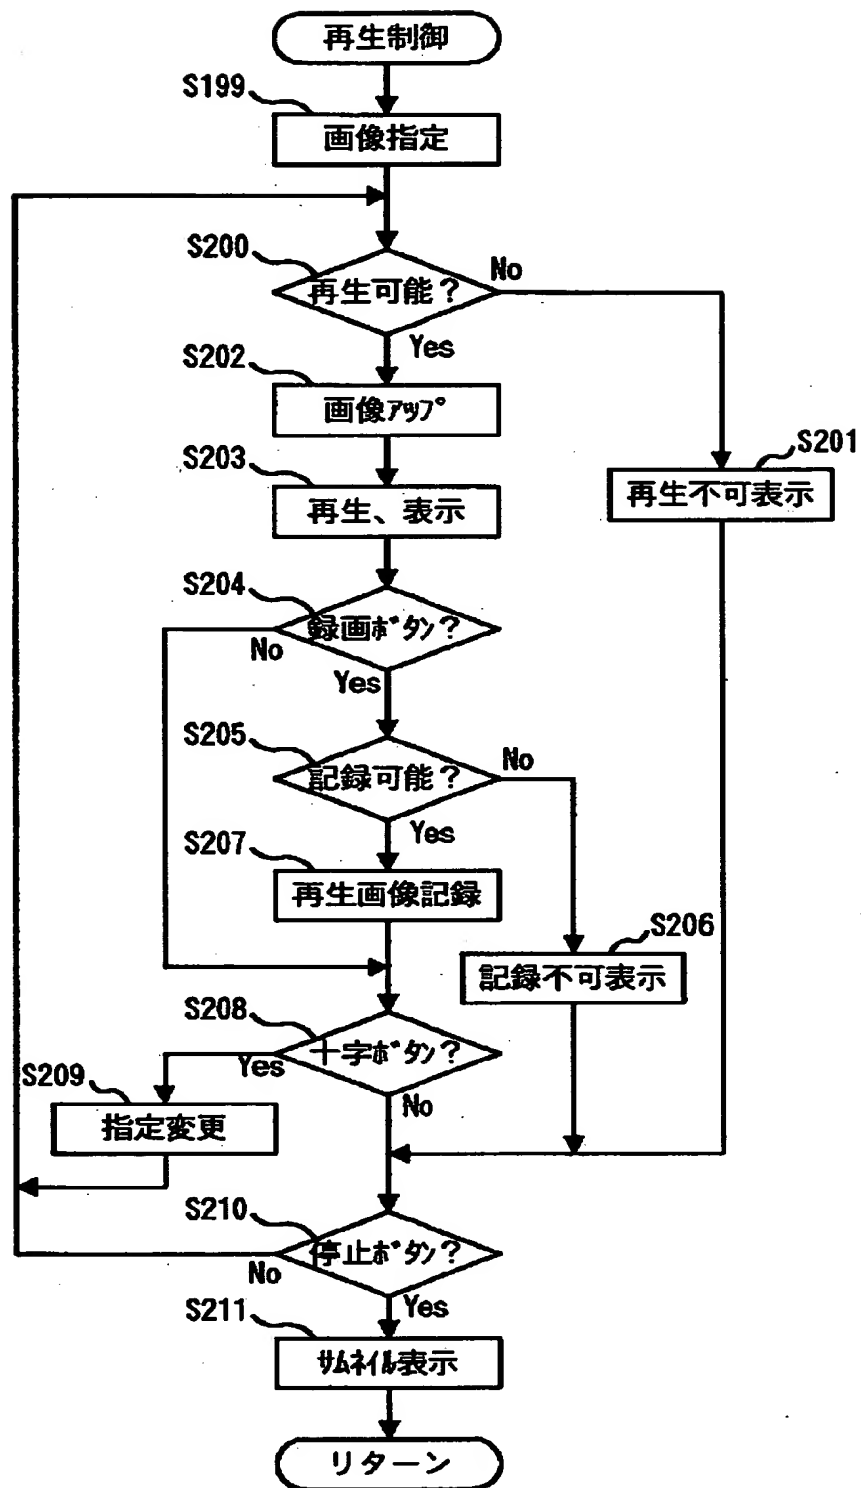 再生制御
S199
画像指定
S200
再生可能？
No
Yes
S202
画像ｱｯﾌﾟ
S201
再生不可表示
S203
再生、表示
S204
録画ﾎﾞﾀﾝ？
No
Yes
S205
記録可能？
No
Yes
S207
再生画像記録
S206
記録不可表示
S208
十字ﾎﾞﾀﾝ？
Yes
No
S209
指定変更
S210
停止ﾎﾞﾀﾝ？
No
Yes
S211
ｻﾑﾈｲﾙ表示
リターン